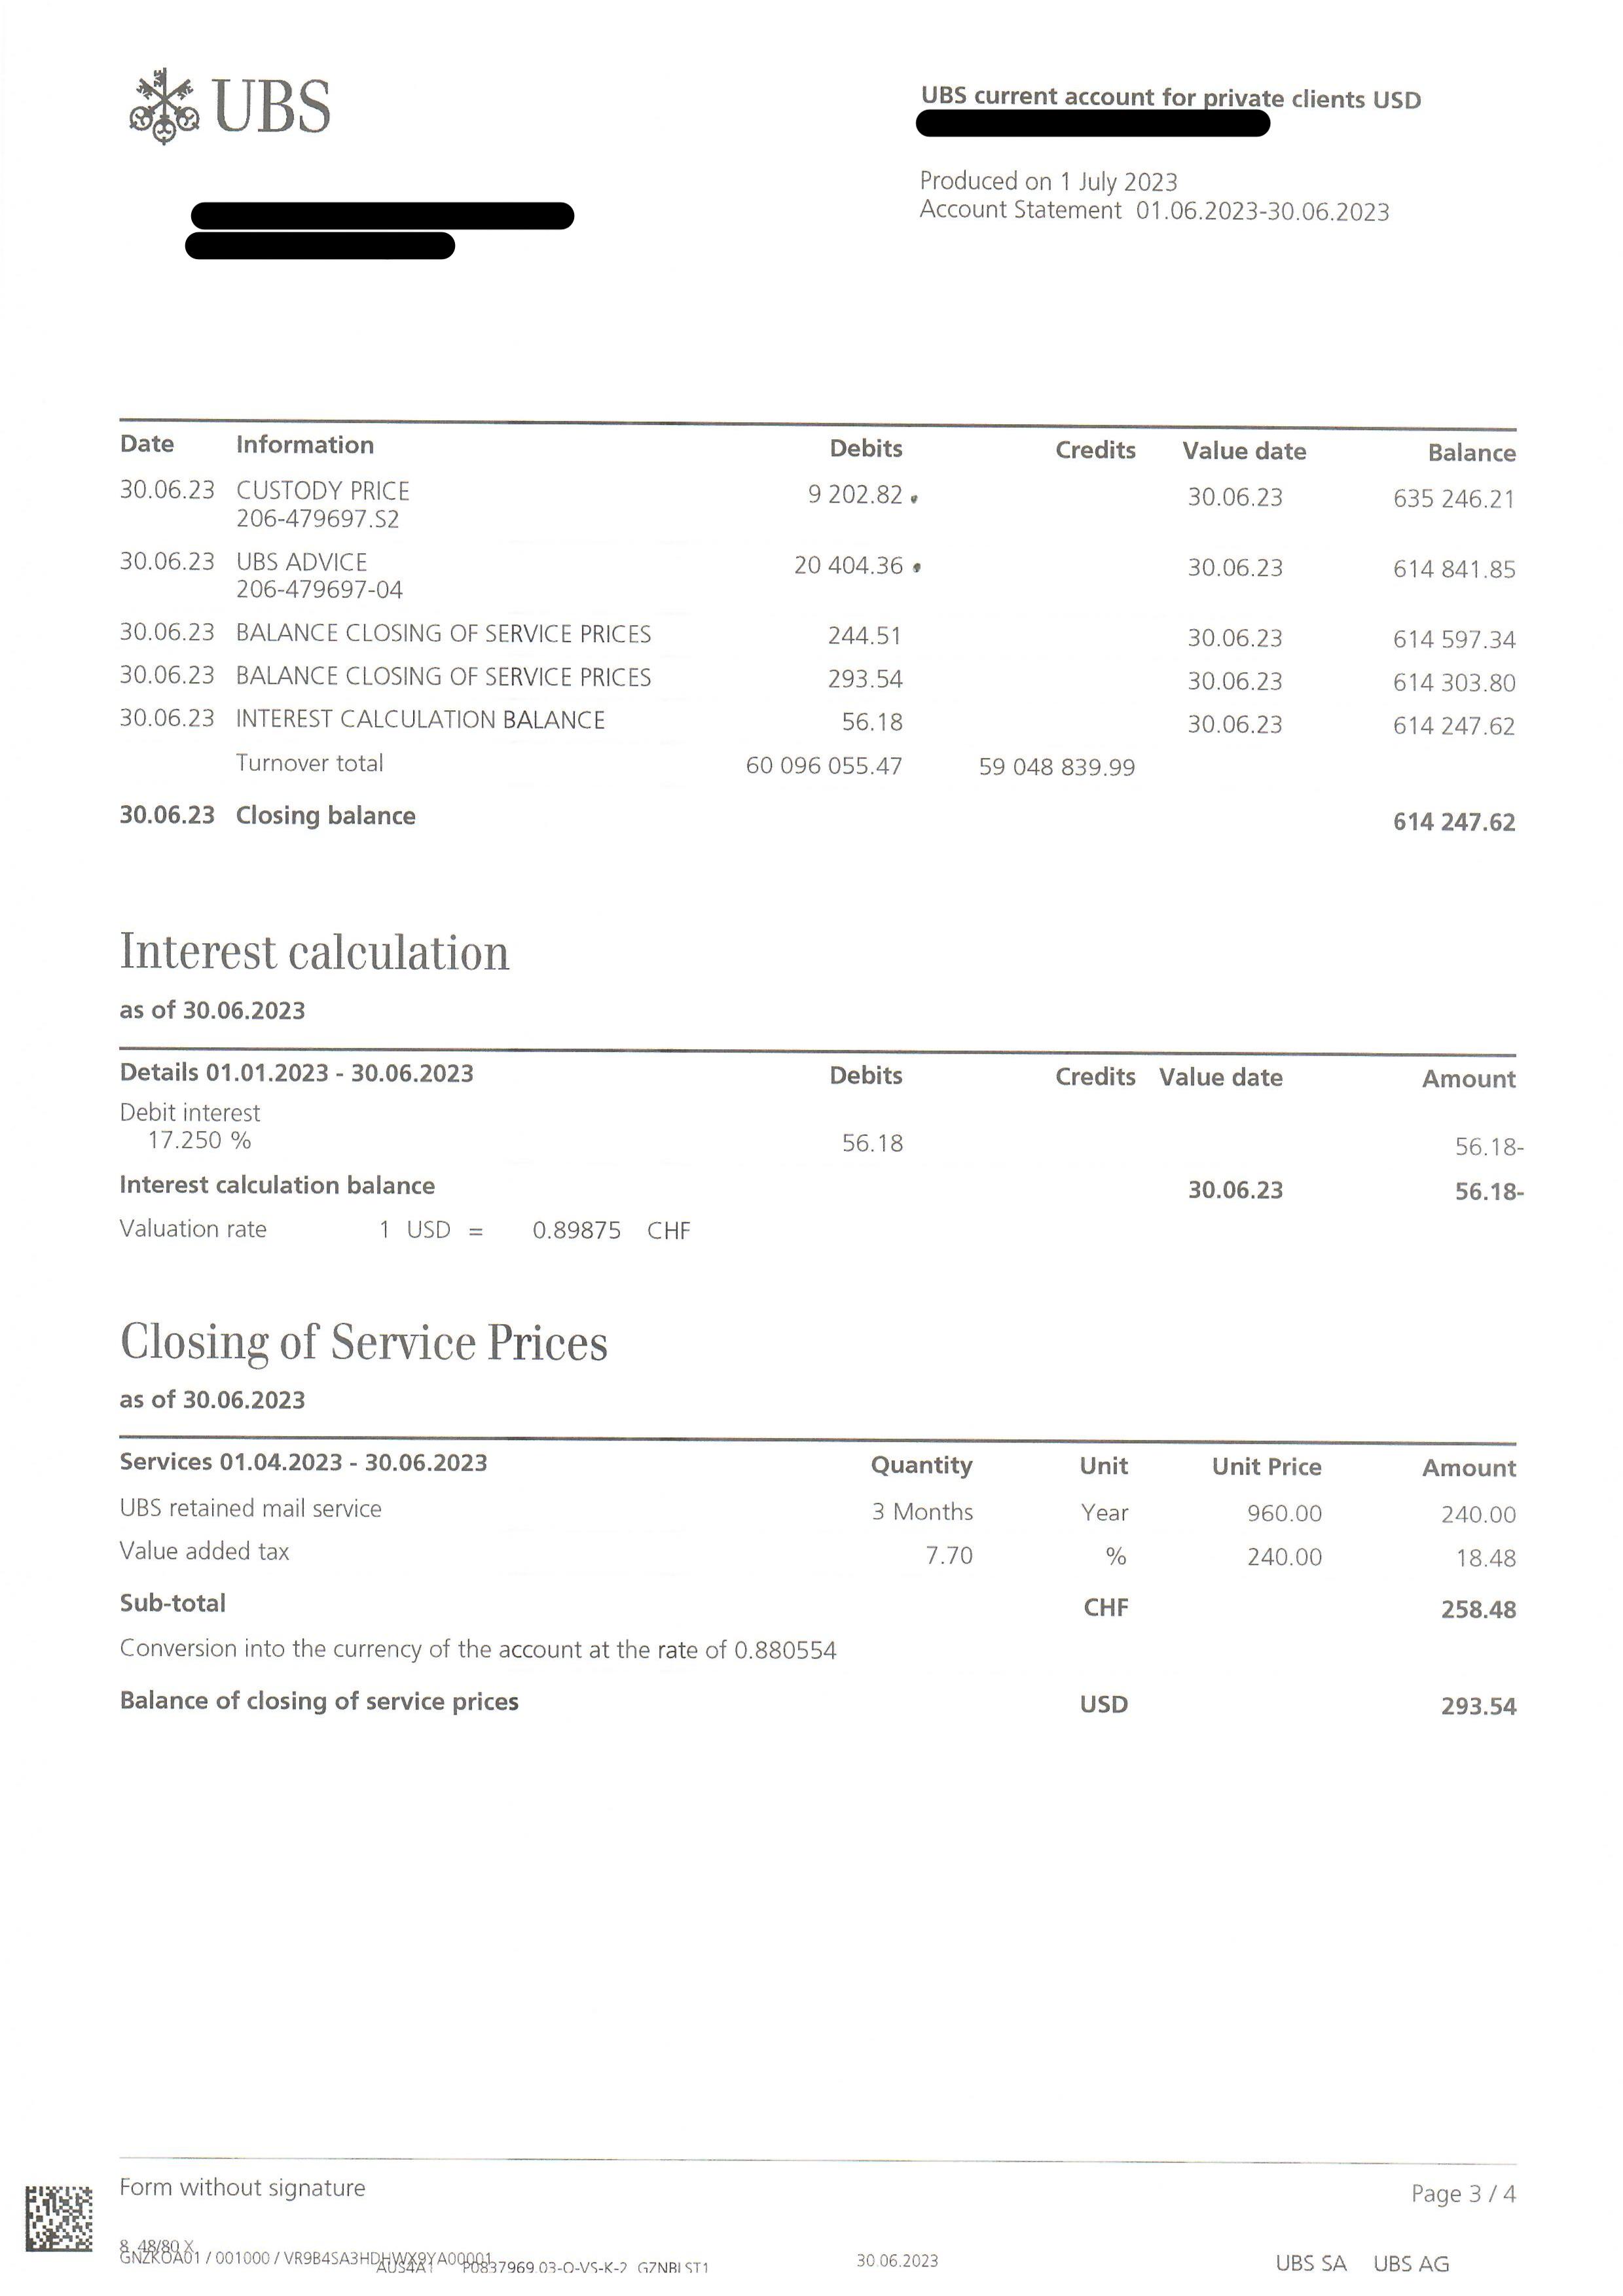 UBS
UBS current account for private clients USD
Produced on 1 July 2023
Account Statement 01.06.2023-30.06.2023
Date Information Debits Credits Value date Balance
30.06.23 CUSTODY PRICE 9 202.82 30.06.23 635 246.21
206-479697.S2
30.06.23 UBS ADVICE 20 404.36 30.06.23 614 841.85
206-479697-04
30.06.23 BALANCE CLOSING OF SERVICE PRICES 244.51 30.06.23 614 597.34
30.06.23 BALANCE CLOSING OF SERVICE PRICES 293.54 30.06.23 614 303.80
30.06.23 INTEREST CALCULATION BALANCE 56.18 30.06.23 614 247.62
Turnover total 60 096 055.47 59 048 839.99
30.06.23 Closing balance 614 247.62
Interest calculation
as of 30.06.2023
Details 01.01.2023 - 30.06.2023 Debits Credits Value date Amount
Debit interest
17.250 % 56.18 56.18-
Interest calculation balance 30.06.23 56.18-
Valuation rate 1 USD = 0.89875 CHF
Closing of Service Prices
as of 30.06.2023
Services 01.04.2023 - 30.06.2023 Quantity Unit Unit Price Amount
UBS retained mail service 3 Months Year 960.00 240.00
Value added tax 7.70 % 240.00 18.48
Sub-total CHF 258.48
Conversion into the currency of the account at the rate of 0.880554
Balance of closing of service prices USD 293.54
Form without signature Page 3 / 4
8 48/80 X
GNZKOA01 / 001000 / VR9B4SA3HDHWX9YA00001 30.06.2023 UBS SA UBS AG
AUS4A1 P0837969.03-O-VS-K-2 GZNBLST1